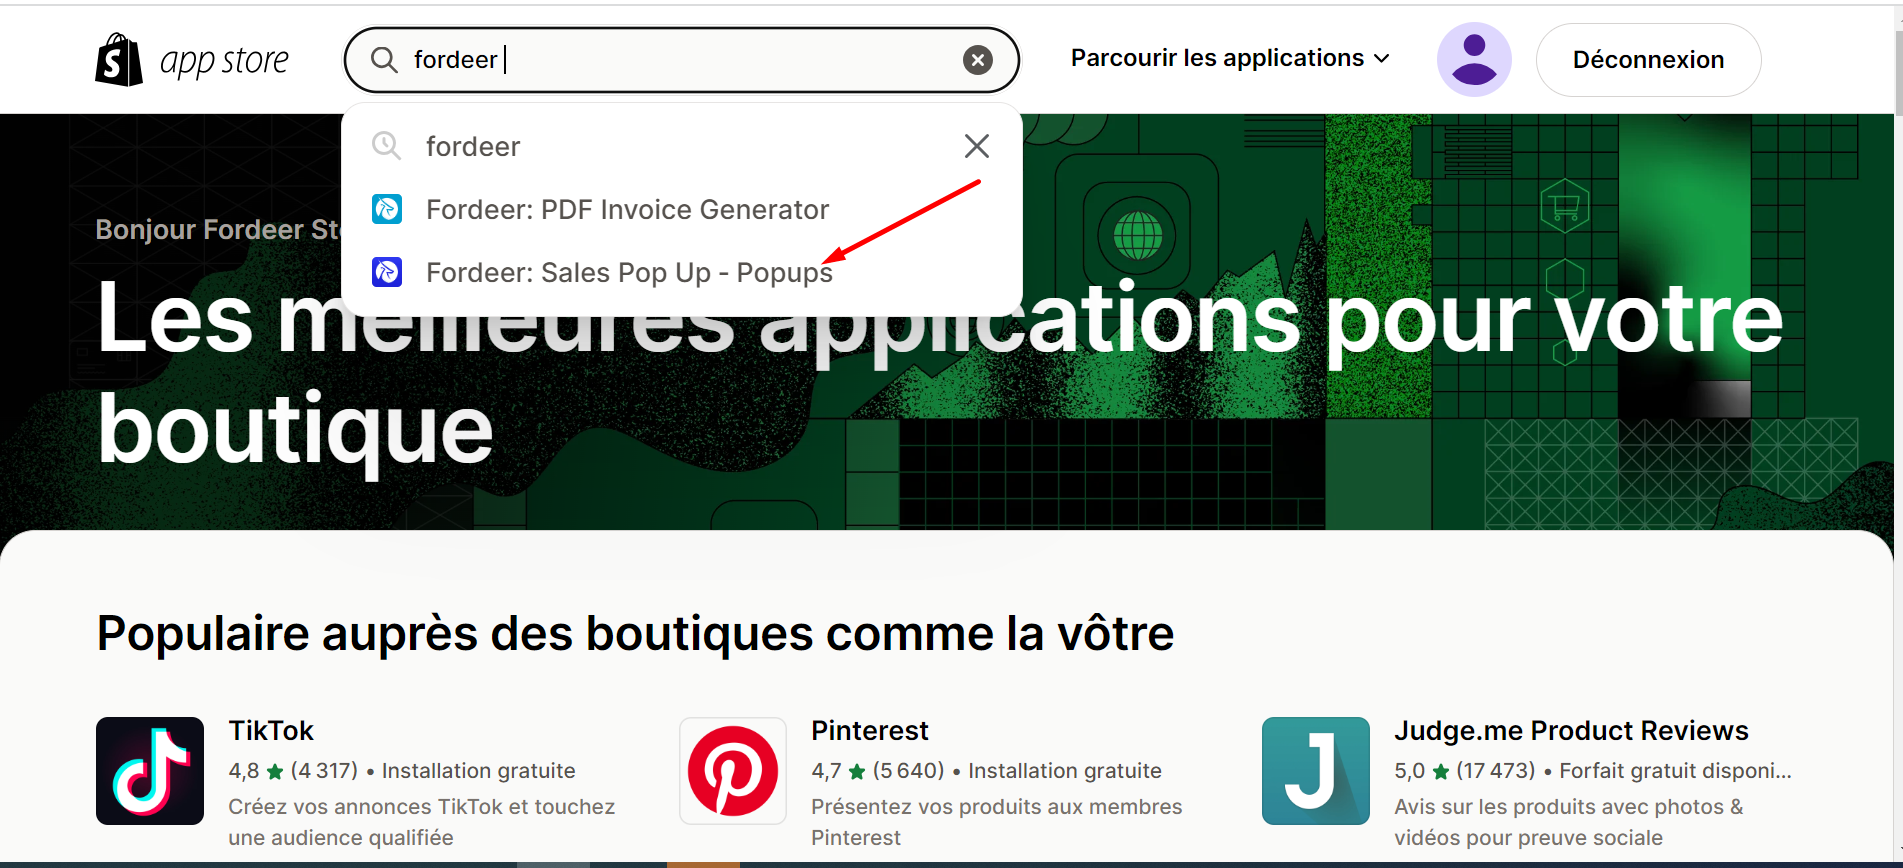 app store
fordeer
Parcourir les applications
Déconnexion
fordeer
Fordeer: PDF Invoice Generator
Fordeer: Sales Pop Up - Popups
Bonjour Fordeer
Les meilleures applications pour votre
boutique
Populaire auprès des boutiques comme la vôtre
TikTok
4,8 ★ (4 317) • Installation gratuite
Créez vos annonces TikTok et touchez
une audience qualifiée
Pinterest
4,7 ★ (5 640) • Installation gratuite
Présentez vos produits aux membres
Pinterest
Judge.me Product Reviews
5,0 ★ (17 473) • Forfait gratuit disponi...
Avis sur les produits avec photos &
vidéos pour preuve sociale